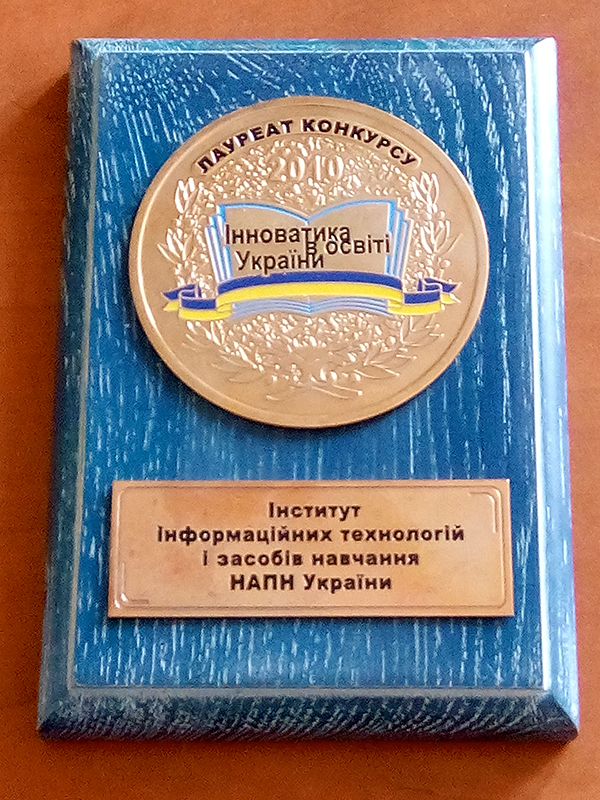 ЛАУРЕАТ КОНКУРСУ
2010
Інноватика
в освіті
України
Інститут
інформаційних технологій
і засобів навчання
НАПН України